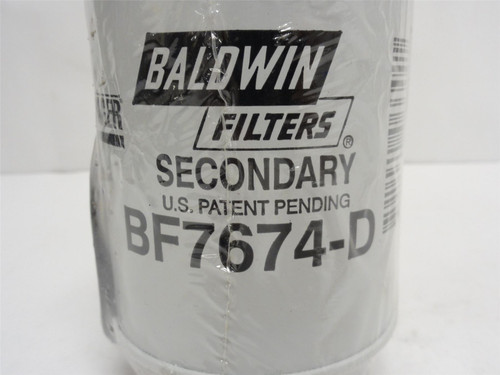 BALDWIN
FILTERS®
SECONDARY
U.S. PATENT PENDING
BF7674-D